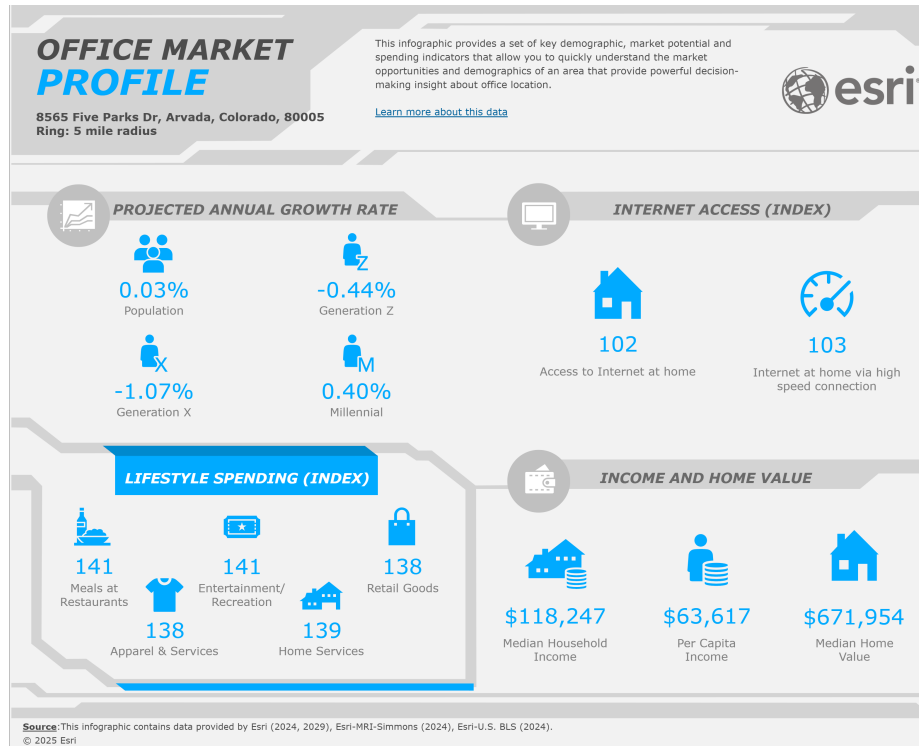 OFFICE MARKET
PROFILE
8565 Five Parks Dr, Arvada, Colorado, 80005
Ring: 5 mile radius
This infographic provides a set of key demographic, market potential and
spending indicators that allow you to quickly understand the market
opportunities and demographics of an area that provide powerful decision-
making insight about office location.
Learn more about this data
esri
PROJECTED ANNUAL GROWTH RATE
0.03%
Population
Z
-0.44%
Generation Z
X
-1.07%
Generation X
M
0.40%
Millennial
INTERNET ACCESS (INDEX)
102
Access to Internet at home
103
Internet at home via high
speed connection
LIFESTYLE SPENDING (INDEX)
141
Meals at
Restaurants
141
Entertainment/
Recreation
138
Retail Goods
138
Apparel & Services
139
Home Services
INCOME AND HOME VALUE
$118,247
Median Household
Income
$63,617
Per Capita
Income
$671,954
Median Home
Value
Source:This infographic contains data provided by Esri (2024, 2029), Esri-MRI-Simmons (2024), Esri-U.S. BLS (2024).
© 2025 Esri